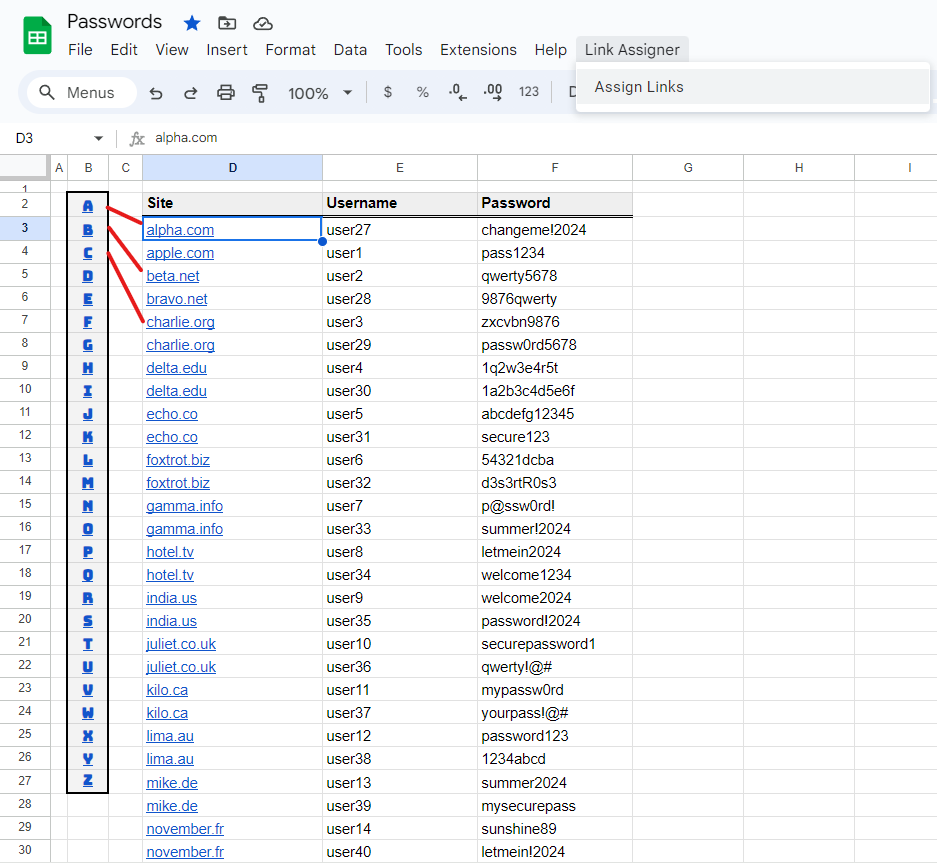 Passwords
File Edit View Insert Format Data Tools Extensions Help Link Assigner
Menus 100% $ % .0 .00 123 D
Assign Links
D3 fx alpha.com
A B C D E F G H I
1
2 A Site Username Password
3 B alpha.com user27 changeme!2024
4 C apple.com user1 pass1234
5 D beta.net user2 qwerty5678
6 E bravo.net user28 9876qwerty
7 F charlie.org user3 zxcvbn9876
8 G charlie.org user29 passw0rd5678
9 H delta.edu user4 1q2w3e4r5t
10 I delta.edu user30 1a2b3c4d5e6f
11 J echo.co user5 abcdefg12345
12 K echo.co user31 secure123
13 L foxtrot.biz user6 54321dcba
14 M foxtrot.biz user32 d3s3rtR0s3
15 N gamma.info user7 p@ssw0rd!
16 O gamma.info user33 summer!2024
17 P hotel.tv user8 letmein2024
18 Q hotel.tv user34 welcome1234
19 R india.us user9 welcome2024
20 S india.us user35 password!2024
21 T juliet.co.uk user10 securepassword1
22 U juliet.co.uk user36 qwerty!@#
23 V kilo.ca user11 mypassw0rd
24 W kilo.ca user37 yourpass!@#
25 X lima.au user12 password123
26 Y lima.au user38 1234abcd
27 Z mike.de user13 summer2024
28 mike.de user39 mysecurepass
29 november.fr user14 sunshine89
30 november.fr user40 letmein!2024